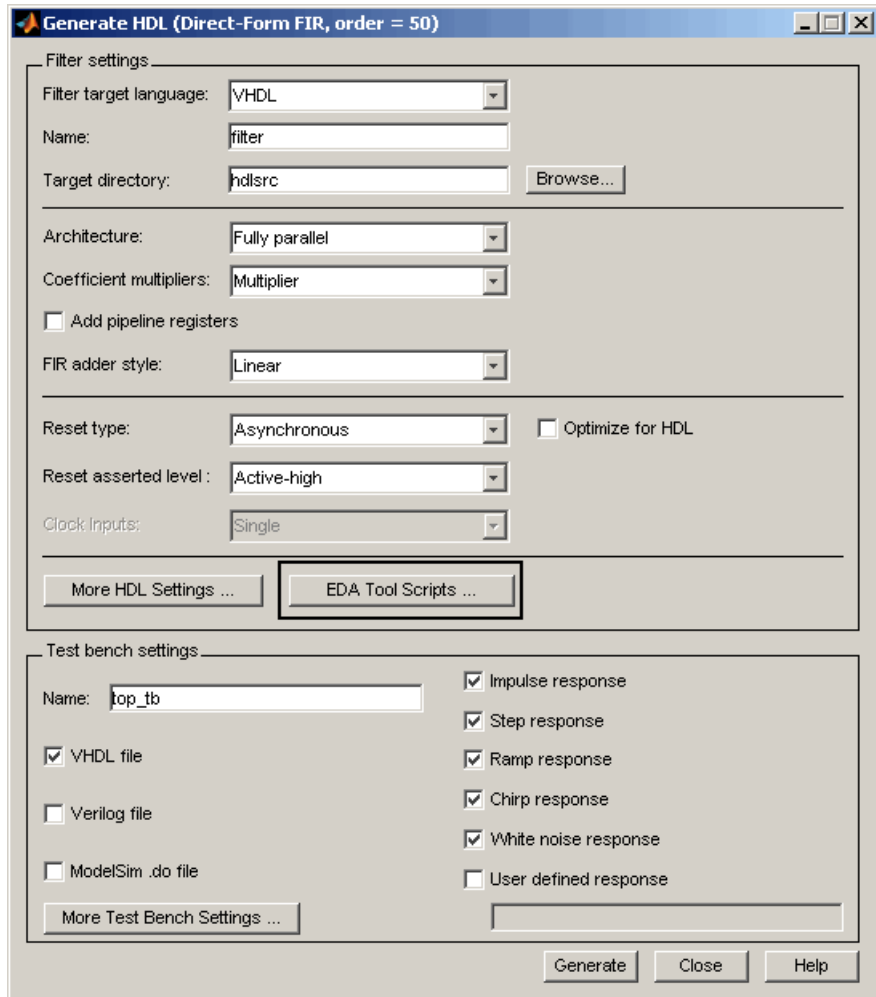 Generate HDL (Direct-Form FIR, order = 50)
Filter settings
Filter target language: VHDL
Name: filter
Target directory: hdlsrc Browse...
Architecture: Fully parallel
Coefficient multipliers: Multiplier
Add pipeline registers
FIR adder style: Linear
Reset type: Asynchronous Optimize for HDL
Reset asserted level : Active-high
Clock Inputs: Single
More HDL Settings ... EDA Tool Scripts ...
Test bench settings
Name: top_tb
VHDL file
Verilog file
ModelSim .do file
More Test Bench Settings ...
Impulse response
Step response
Ramp response
Chirp response
White noise response
User defined response
Generate Close Help